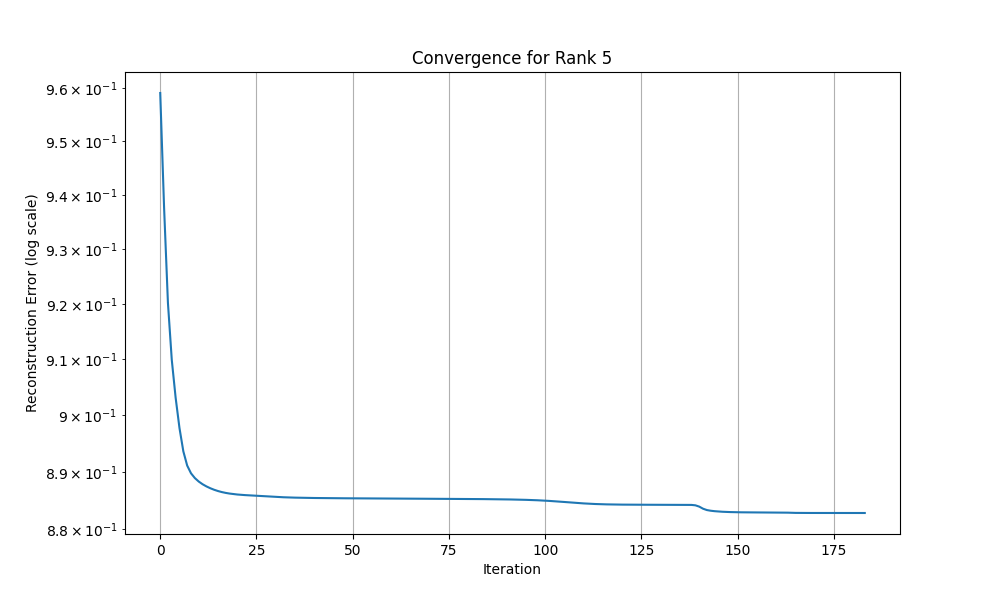 Convergence for Rank 5
Reconstruction Error (log scale)
9.6 × 10⁻¹
9.5 × 10⁻¹
9.4 × 10⁻¹
9.3 × 10⁻¹
9.2 × 10⁻¹
9.1 × 10⁻¹
9 × 10⁻¹
8.9 × 10⁻¹
8.8 × 10⁻¹
0 25 50 75 100 125 150 175
Iteration